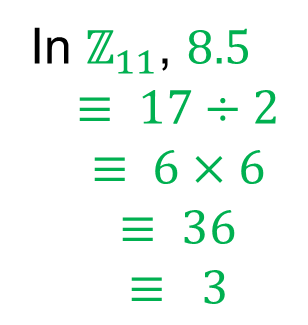 In ℤ₁₁, 8.5
≡ 17 ÷ 2
≡ 6 × 6
≡ 36
≡ 3